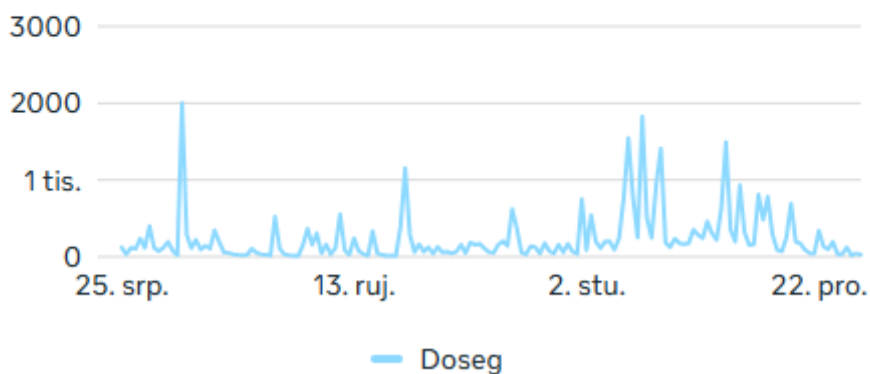 3000
2000
1 tis.
0
25. srp. 13. ruj. 2. stu. 22. pro.
Doseg